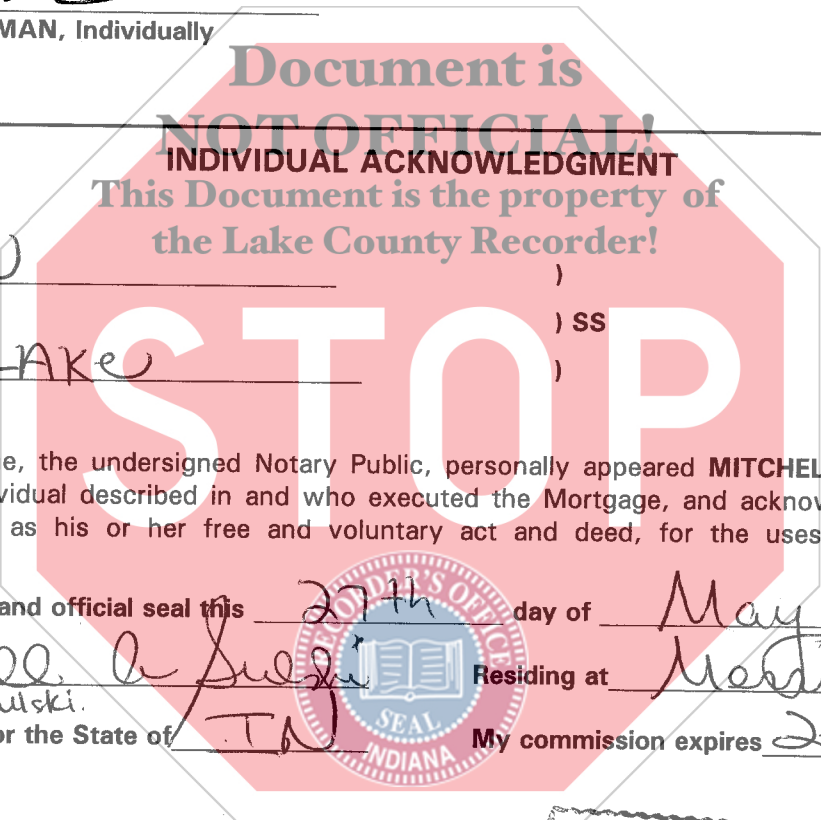 MAN, Individually
Document is
NOT OFFICIAL!
INDIVIDUAL ACKNOWLEDGMENT
This Document is the property of
the Lake County Recorder!
)
) SS
LAKe
)
STOP
e, the undersigned Notary Public, personally appeared MITCHEL
vidual described in and who executed the Mortgage, and acknov
as his or her free and voluntary act and deed, for the uses
and official seal this 27th day of May
RECORDER'S OFFICE
SEAL
INDIANA
Residing at
ulski.
or the State of IN My commission expires 2